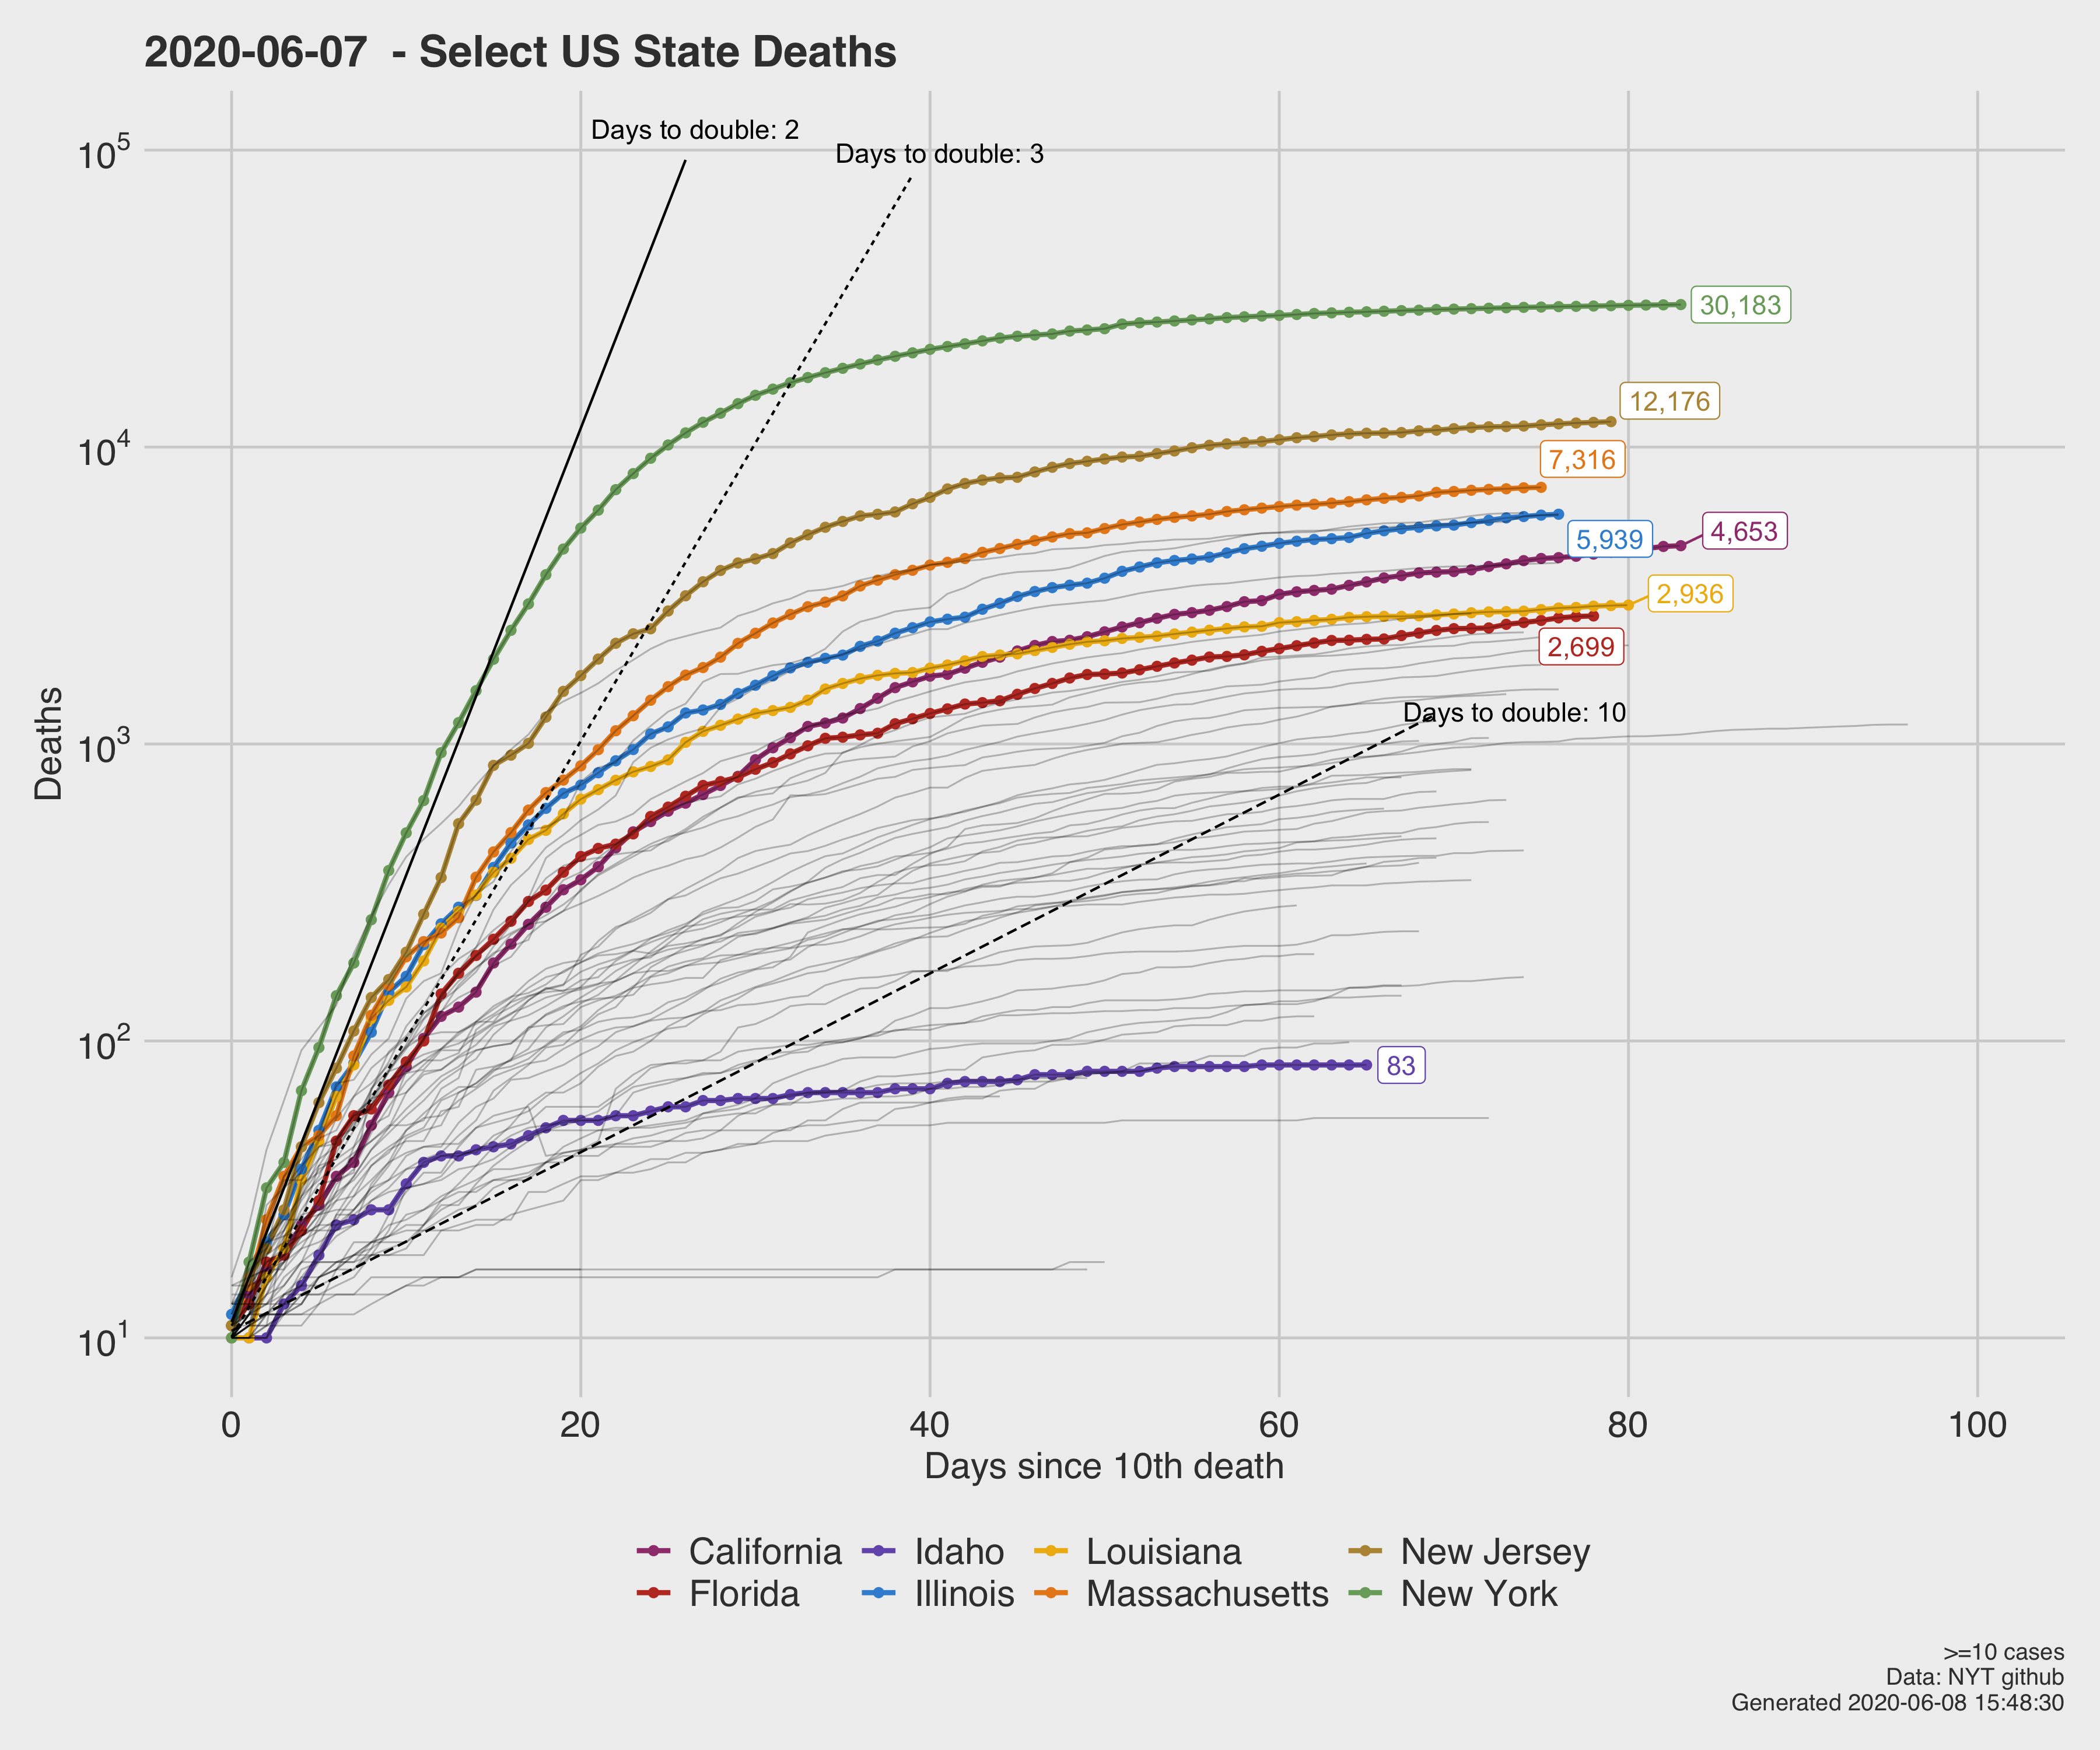 2020-06-07  - Select US State Deaths
Days to double: 2
Days to double: 3
10^5
30,183
12,176
10^4
7,316
4,653
5,939
2,936
2,699
Days to double: 10
10^3
Deaths
10^2
83
10^1
0 20 40 60 80 100
Days since 10th death
California Idaho Louisiana New Jersey
Florida Illinois Massachusetts New York
>=10 cases
Data: NYT github
Generated 2020-06-08 15:48:30